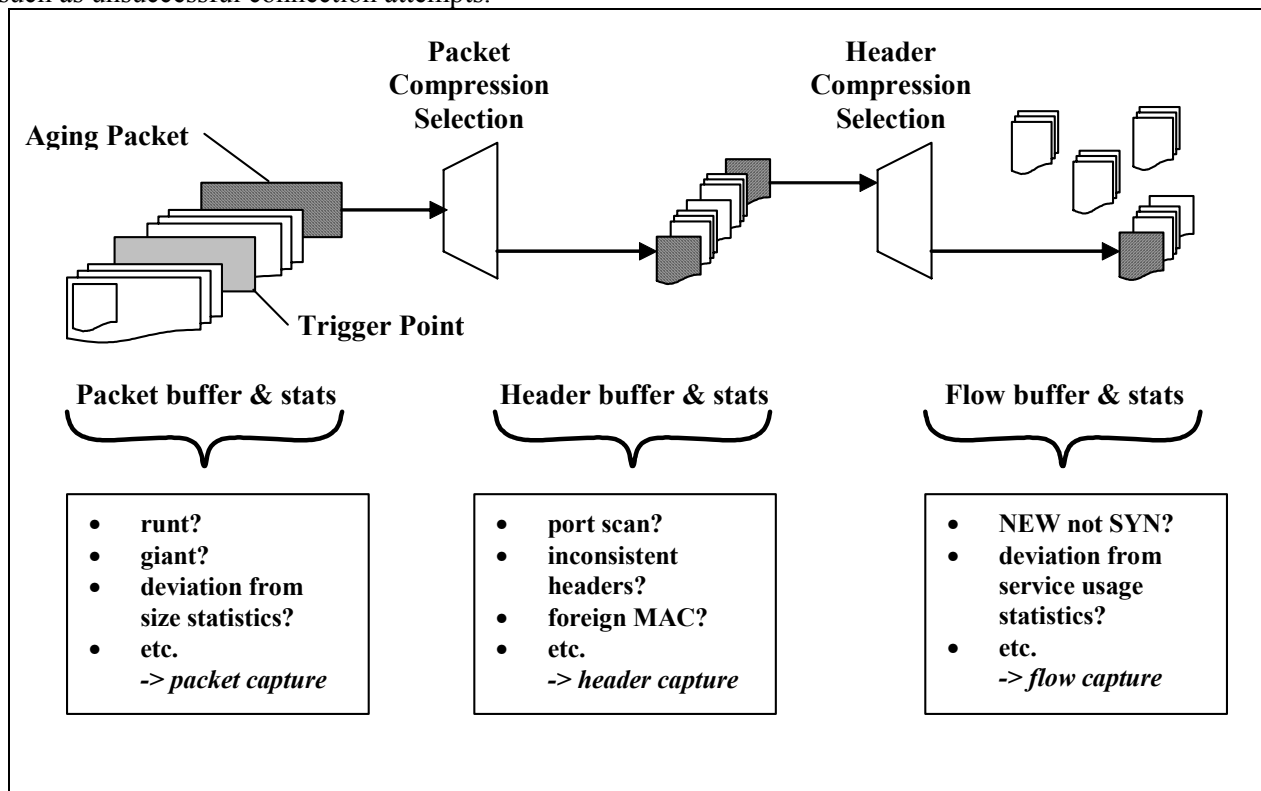 such as unsuccessful connection attempts.
Packet
Compression
Selection
Header
Compression
Selection
Aging Packet
Trigger Point
Packet buffer & stats
Header buffer & stats
Flow buffer & stats
• runt?
• giant?
• deviation from
size statistics?
• etc.
-> packet capture
• port scan?
• inconsistent
headers?
• foreign MAC?
• etc.
-> header capture
• NEW not SYN?
• deviation from
service usage
statistics?
• etc.
-> flow capture